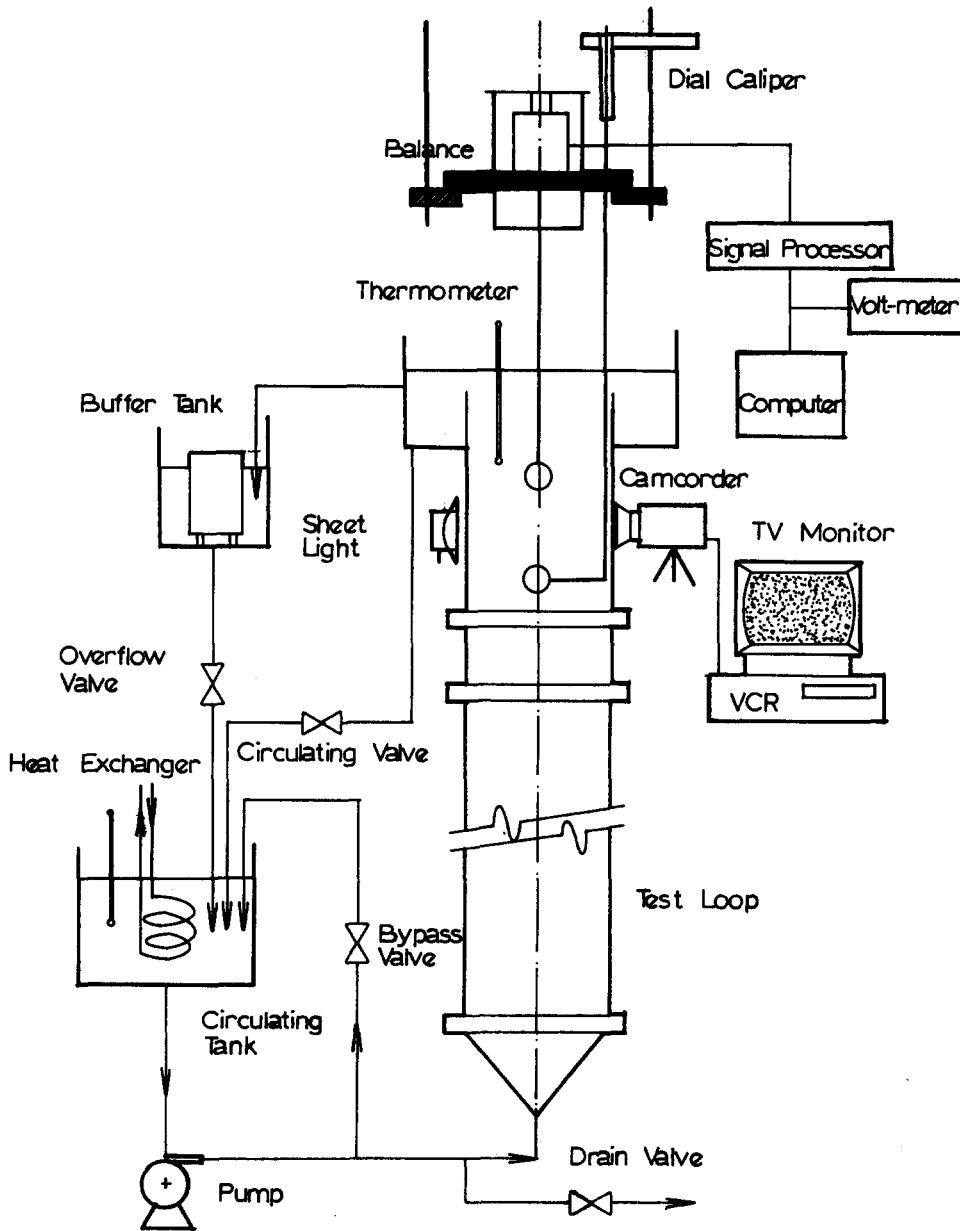 Dial Caliper
Balance
Signal Processor
Thermometer
Volt-meter
Buffer Tank
Computer
Camcorder
Sheet
Light
TV Monitor
Overflow
Valve
VCR
Circulating Valve
Heat Exchanger
Test Loop
Bypass
Valve
Circulating
Tank
Drain Valve
Pump